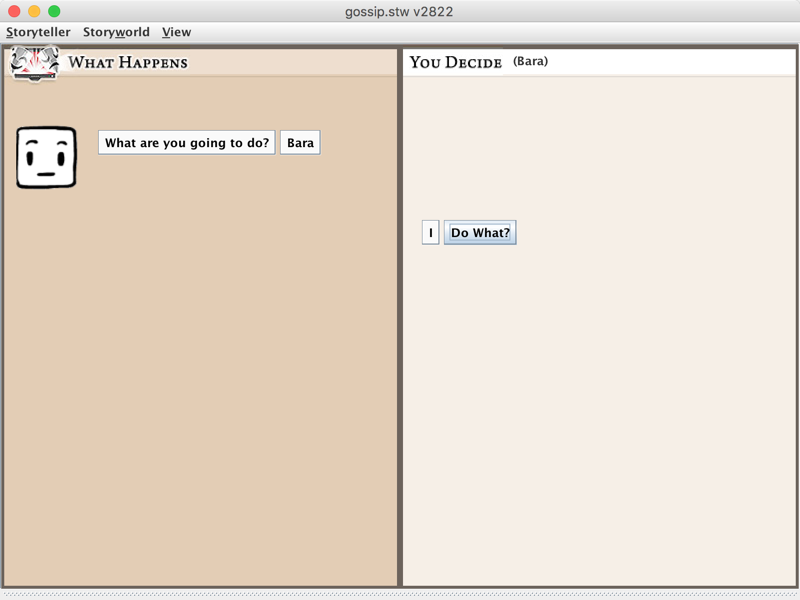 gossip.stw v2822
Storyteller Storyworld View
What Happens
You Decide (Bara)
What are you going to do? Bara
I Do What?